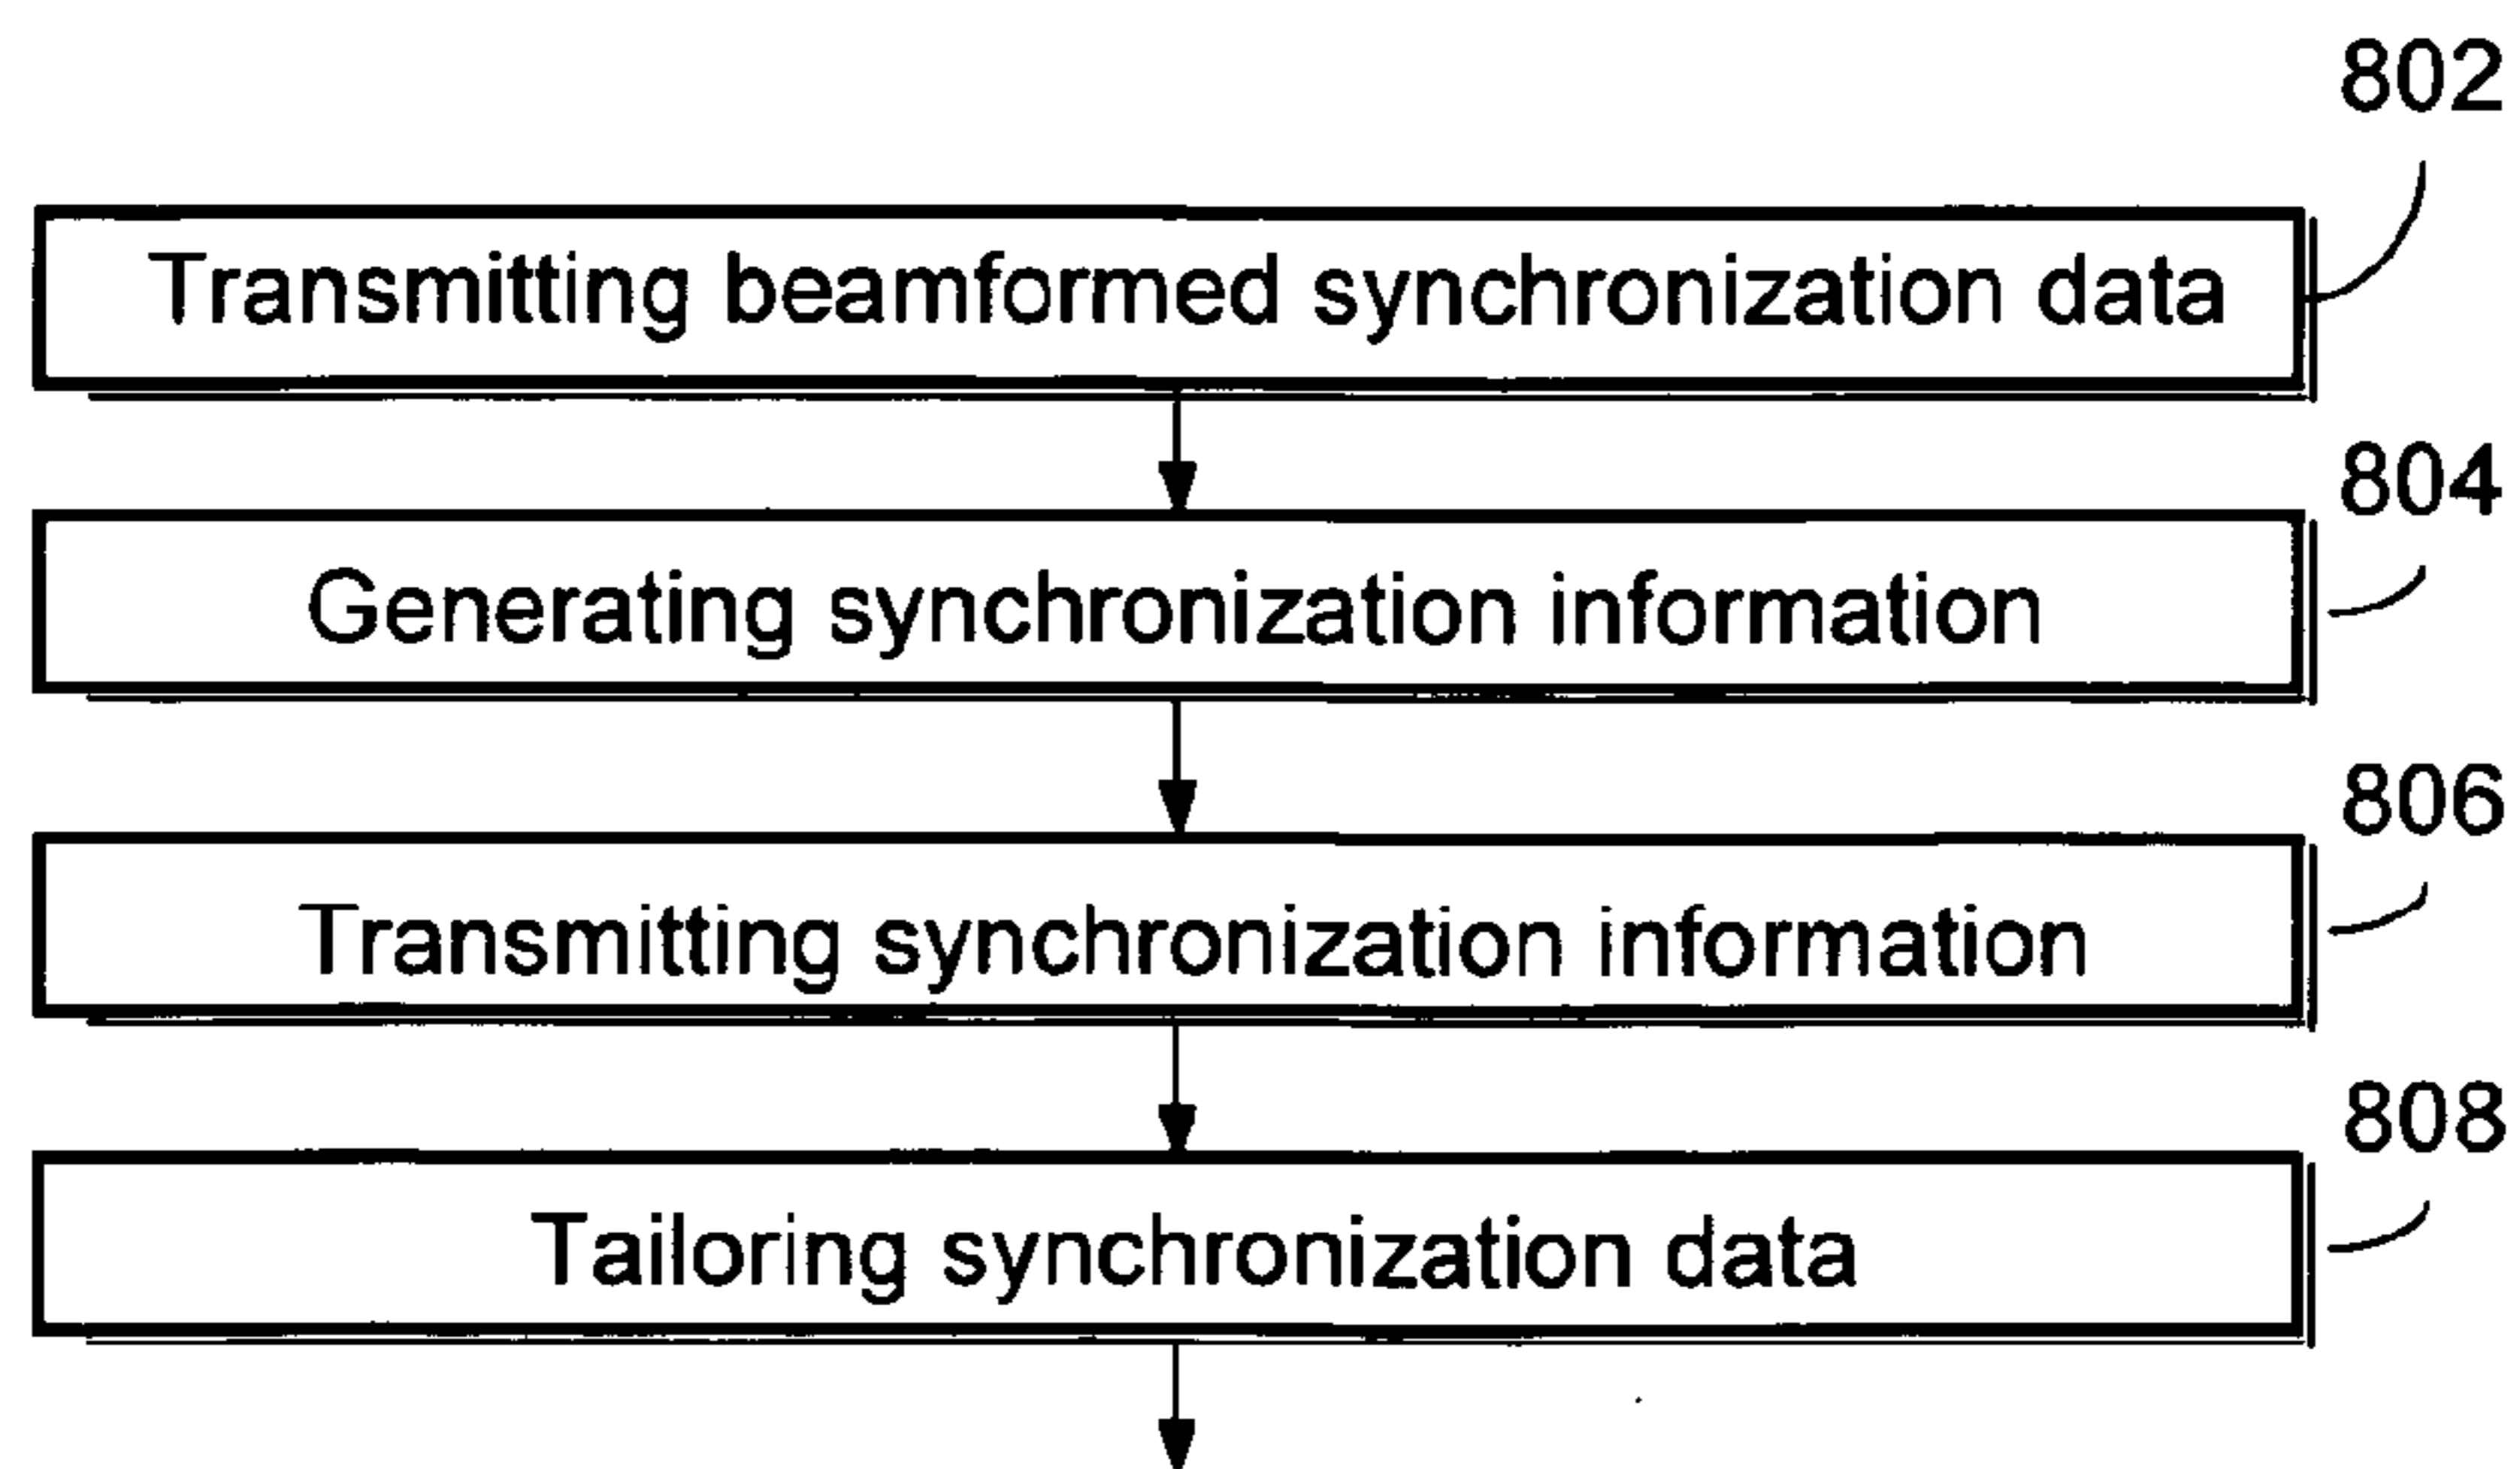 802
Transmitting beamformed synchronization data
804
Generating synchronization information
806
Transmitting synchronization information
808
Tailoring synchronization data